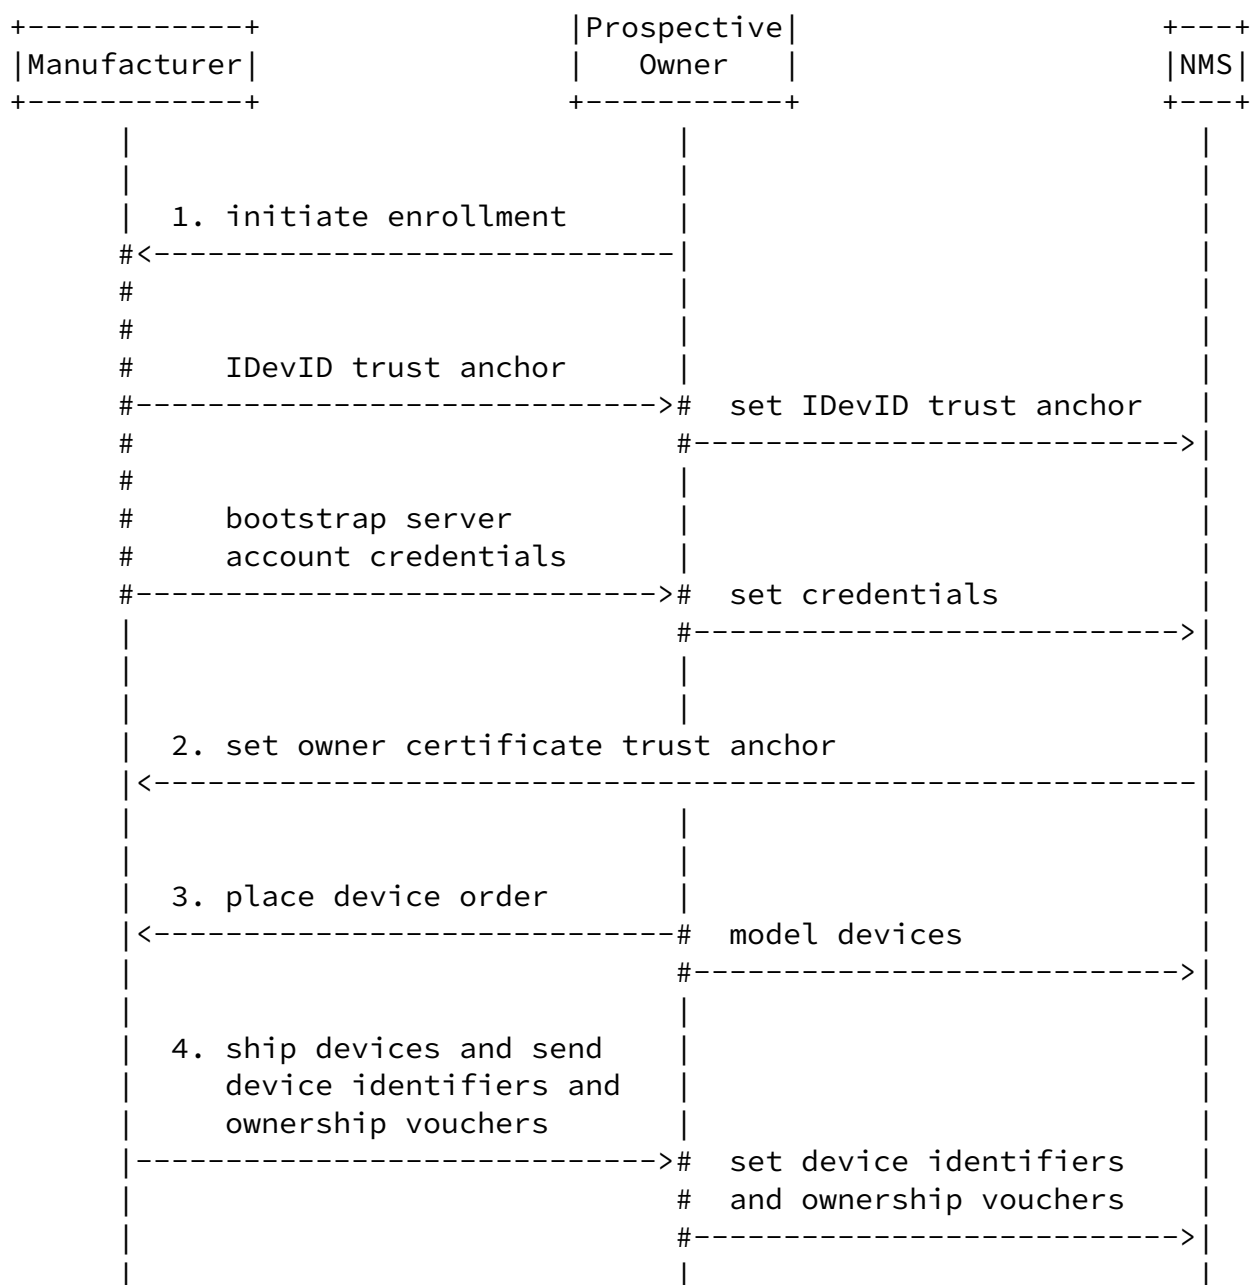 +------------+                 |Prospective|                    +---+
|Manufacturer|                 |   Owner   |                    |NMS|
+------------+                 +-----------+                    +---+
      |                              |                            |
      |                              |                            |
      |  1. initiate enrollment      |                            |
      #<-----------------------------|                            |
      #                              |                            |
      #                              |                            |
      #     IDevID trust anchor      |                            |
      #----------------------------->#  set IDevID trust anchor   |
      #                              #--------------------------->|
      #                              |                            |
      #     bootstrap server         |                            |
      #     account credentials      |                            |
      #----------------------------->#  set credentials           |
      |                              #--------------------------->|
      |                              |                            |
      |                              |                            |
      |  2. set owner certificate trust anchor                    |
      |<----------------------------------------------------------|
      |                              |                            |
      |                              |                            |
      |  3. place device order       |                            |
      |<-----------------------------#  model devices             |
      |                              #--------------------------->|
      |                              |                            |
      |  4. ship devices and send    |                            |
      |     device identifiers and   |                            |
      |     ownership vouchers       |                            |
      |----------------------------->#  set device identifiers    |
      |                              #  and ownership vouchers    |
      |                              #--------------------------->|
      |                              |                            |